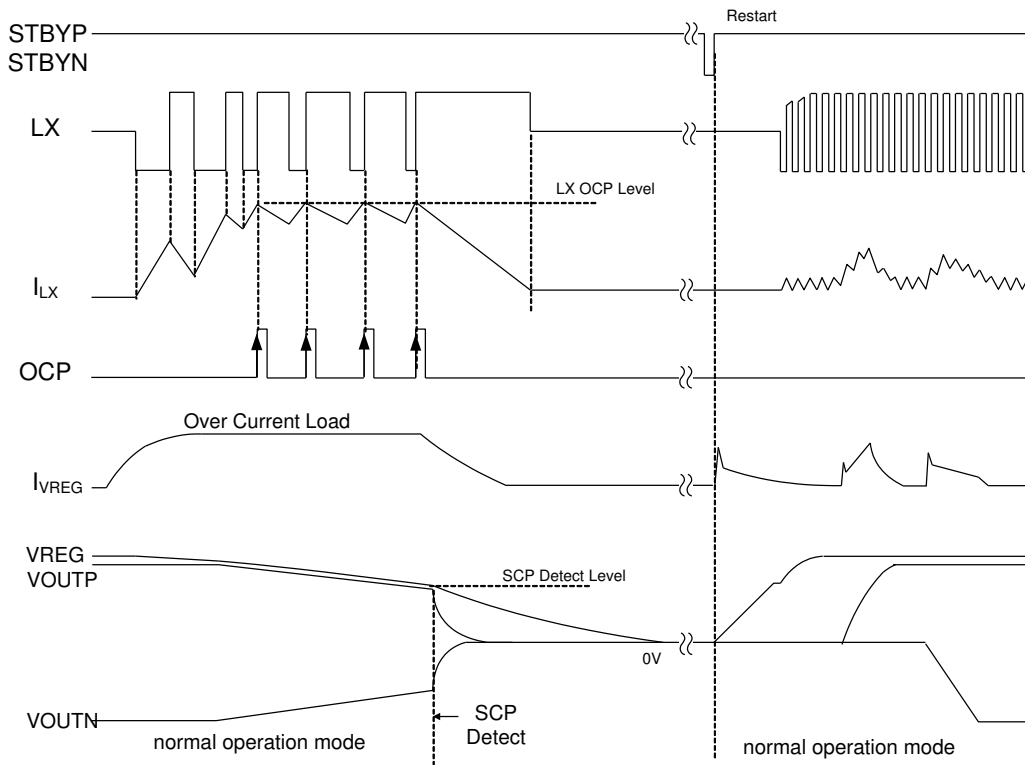 Restart
STBYP
STBYN
LX
LX OCP Level
ILX
OCP
Over Current Load
IVREG
VREG
VOUTP
SCP Detect Level
0V
VOUTN
SCP
Detect
normal operation mode
normal operation mode